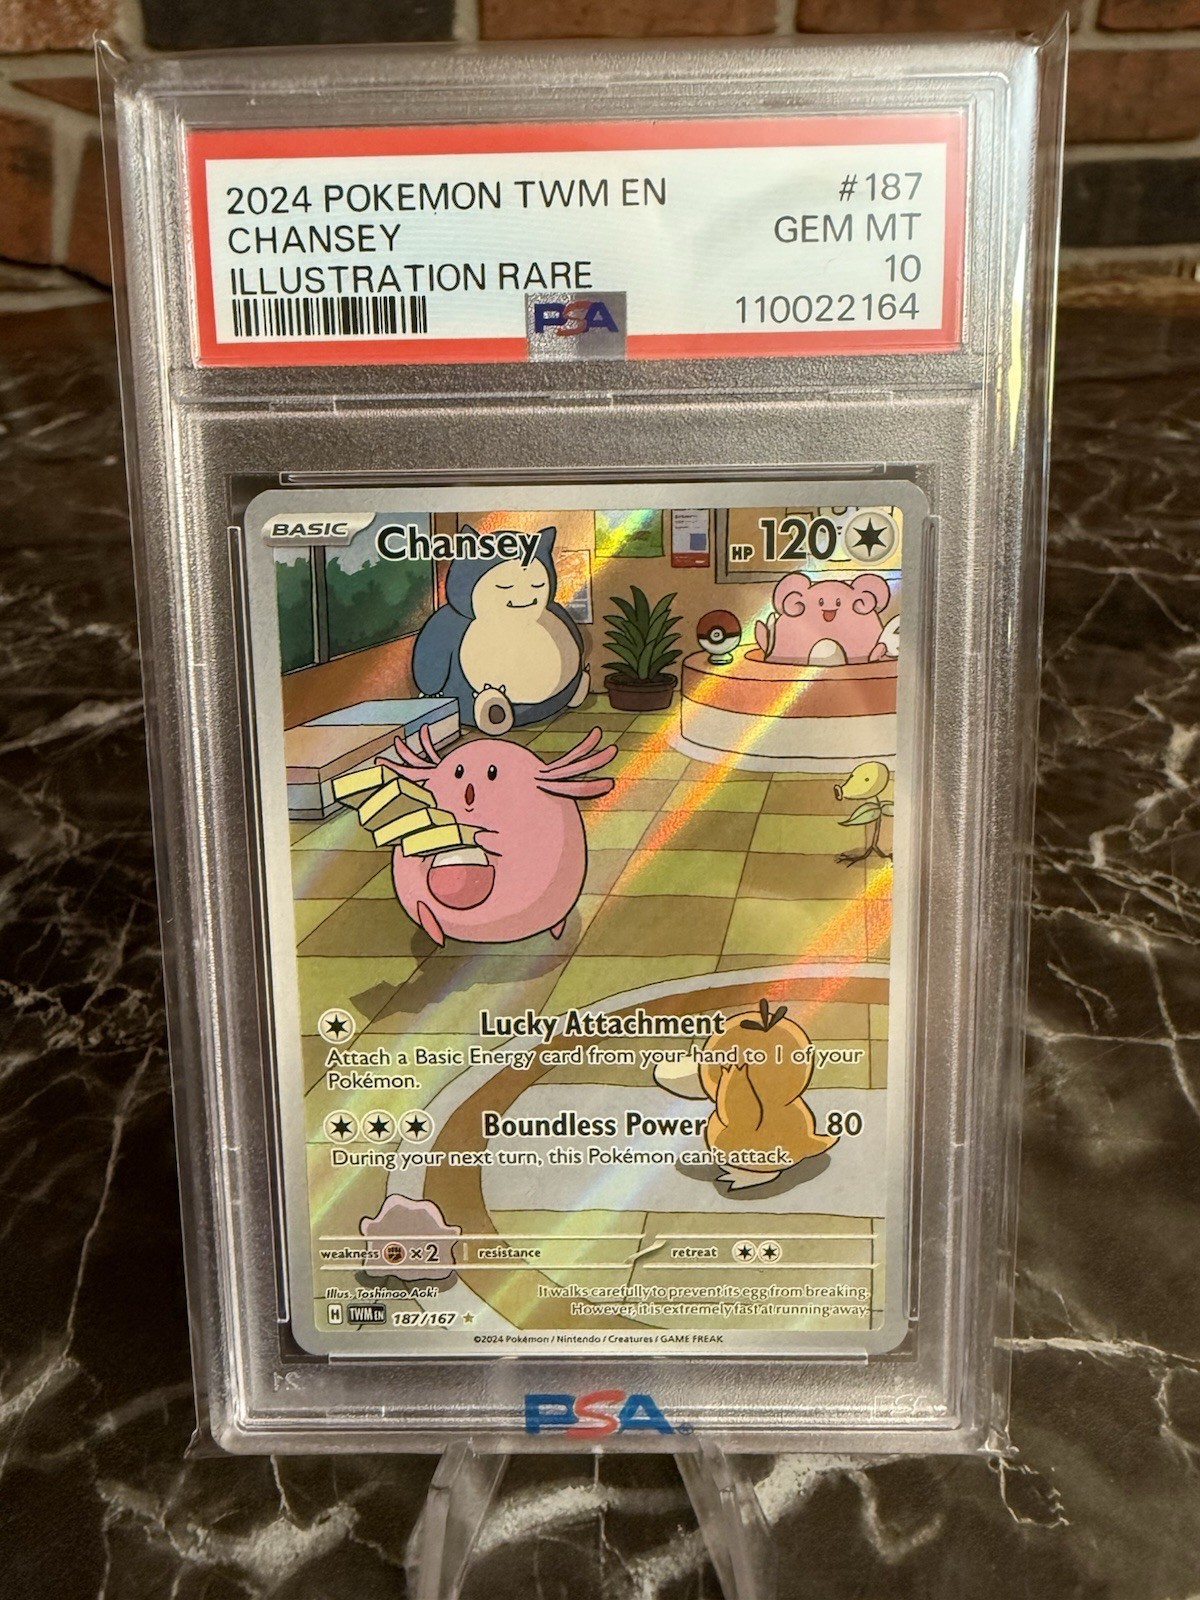 2024 POKEMON TWM EN #187
CHANSEY GEM MT
ILLUSTRATION RARE 10
PSA 110022164
BASIC Chansey HP 120
Lucky Attachment
Attach a Basic Energy card from your hand to 1 of your
Pokémon.
Boundless Power 80
During your next turn, this Pokémon can't attack.
weakness ×2 resistance retreat
Illus. Toshinao Aoki
It walks carefully to prevent its egg from breaking.
However, it is extremely fast at running away.
H TWM EN 187/167
©2024 Pokémon / Nintendo / Creatures / GAME FREAK
PSA®